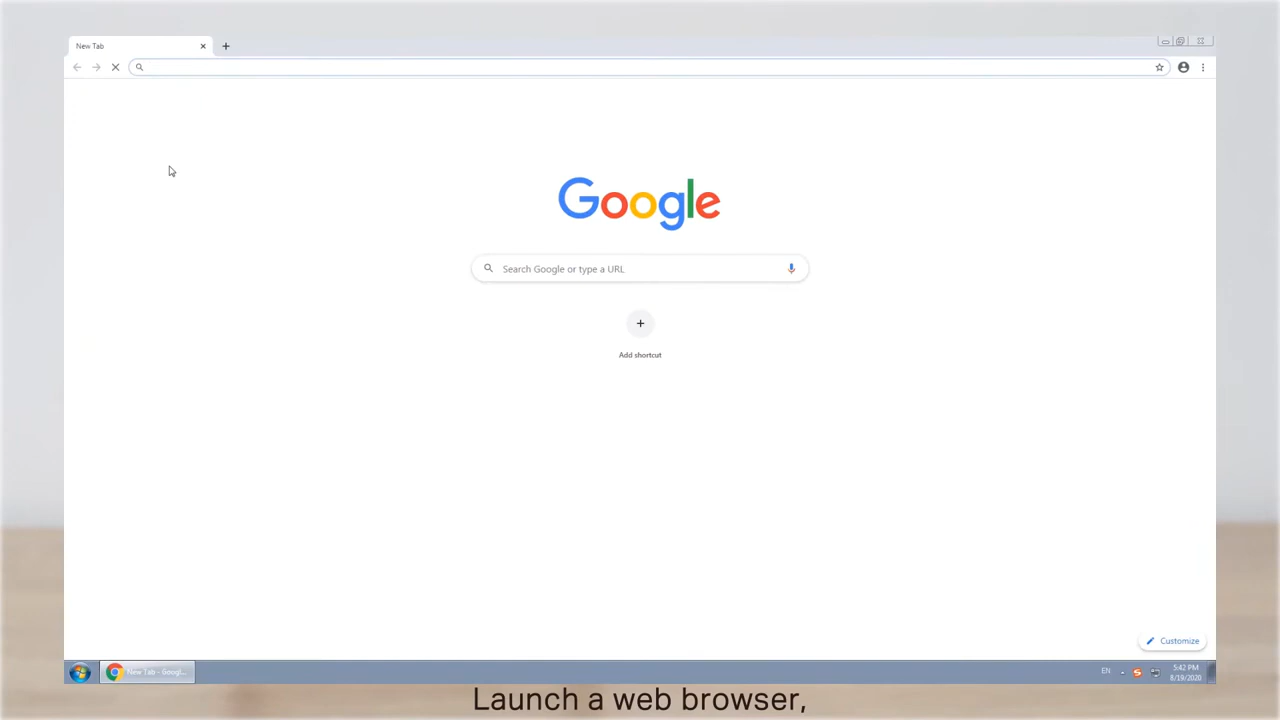 New Tab
Google
Search Google or type a URL
Add shortcut
Customize
New Tab - Googl...
EN
5:42 PM
8/19/2020
Launch a web browser,